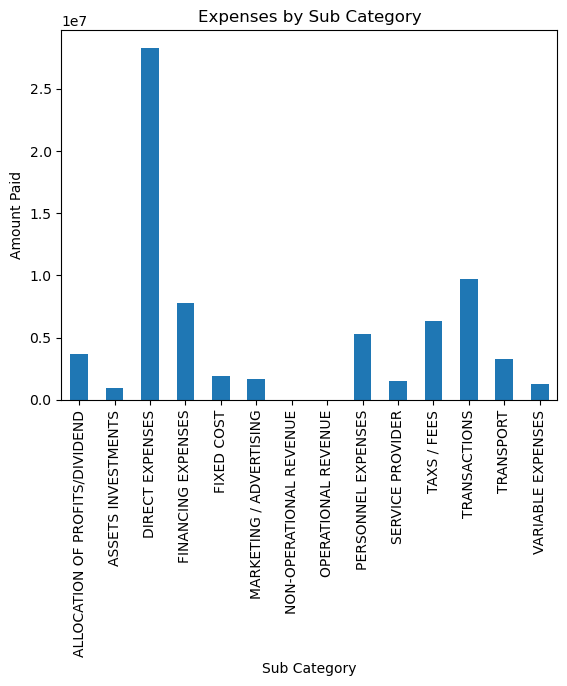 Expenses by Sub Category
1e7
2.5
2.0
1.5
1.0
0.5
0.0
Amount Paid
ALLOCATION OF PROFITS/DIVIDEND
ASSETS INVESTMENTS
DIRECT EXPENSES
FINANCING EXPENSES
FIXED COST
MARKETING / ADVERTISING
NON-OPERATIONAL REVENUE
OPERATIONAL REVENUE
PERSONNEL EXPENSES
SERVICE PROVIDER
TAXS / FEES
TRANSACTIONS
TRANSPORT
VARIABLE EXPENSES
Sub Category